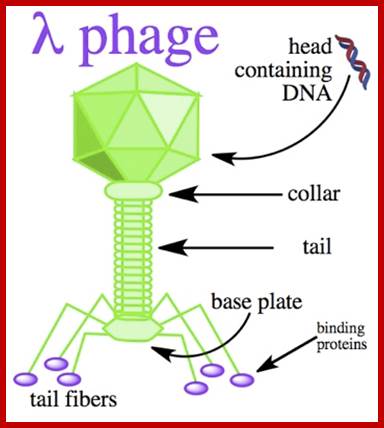 λ phage
head
containing
DNA
collar
tail
base plate
binding
proteins
tail fibers